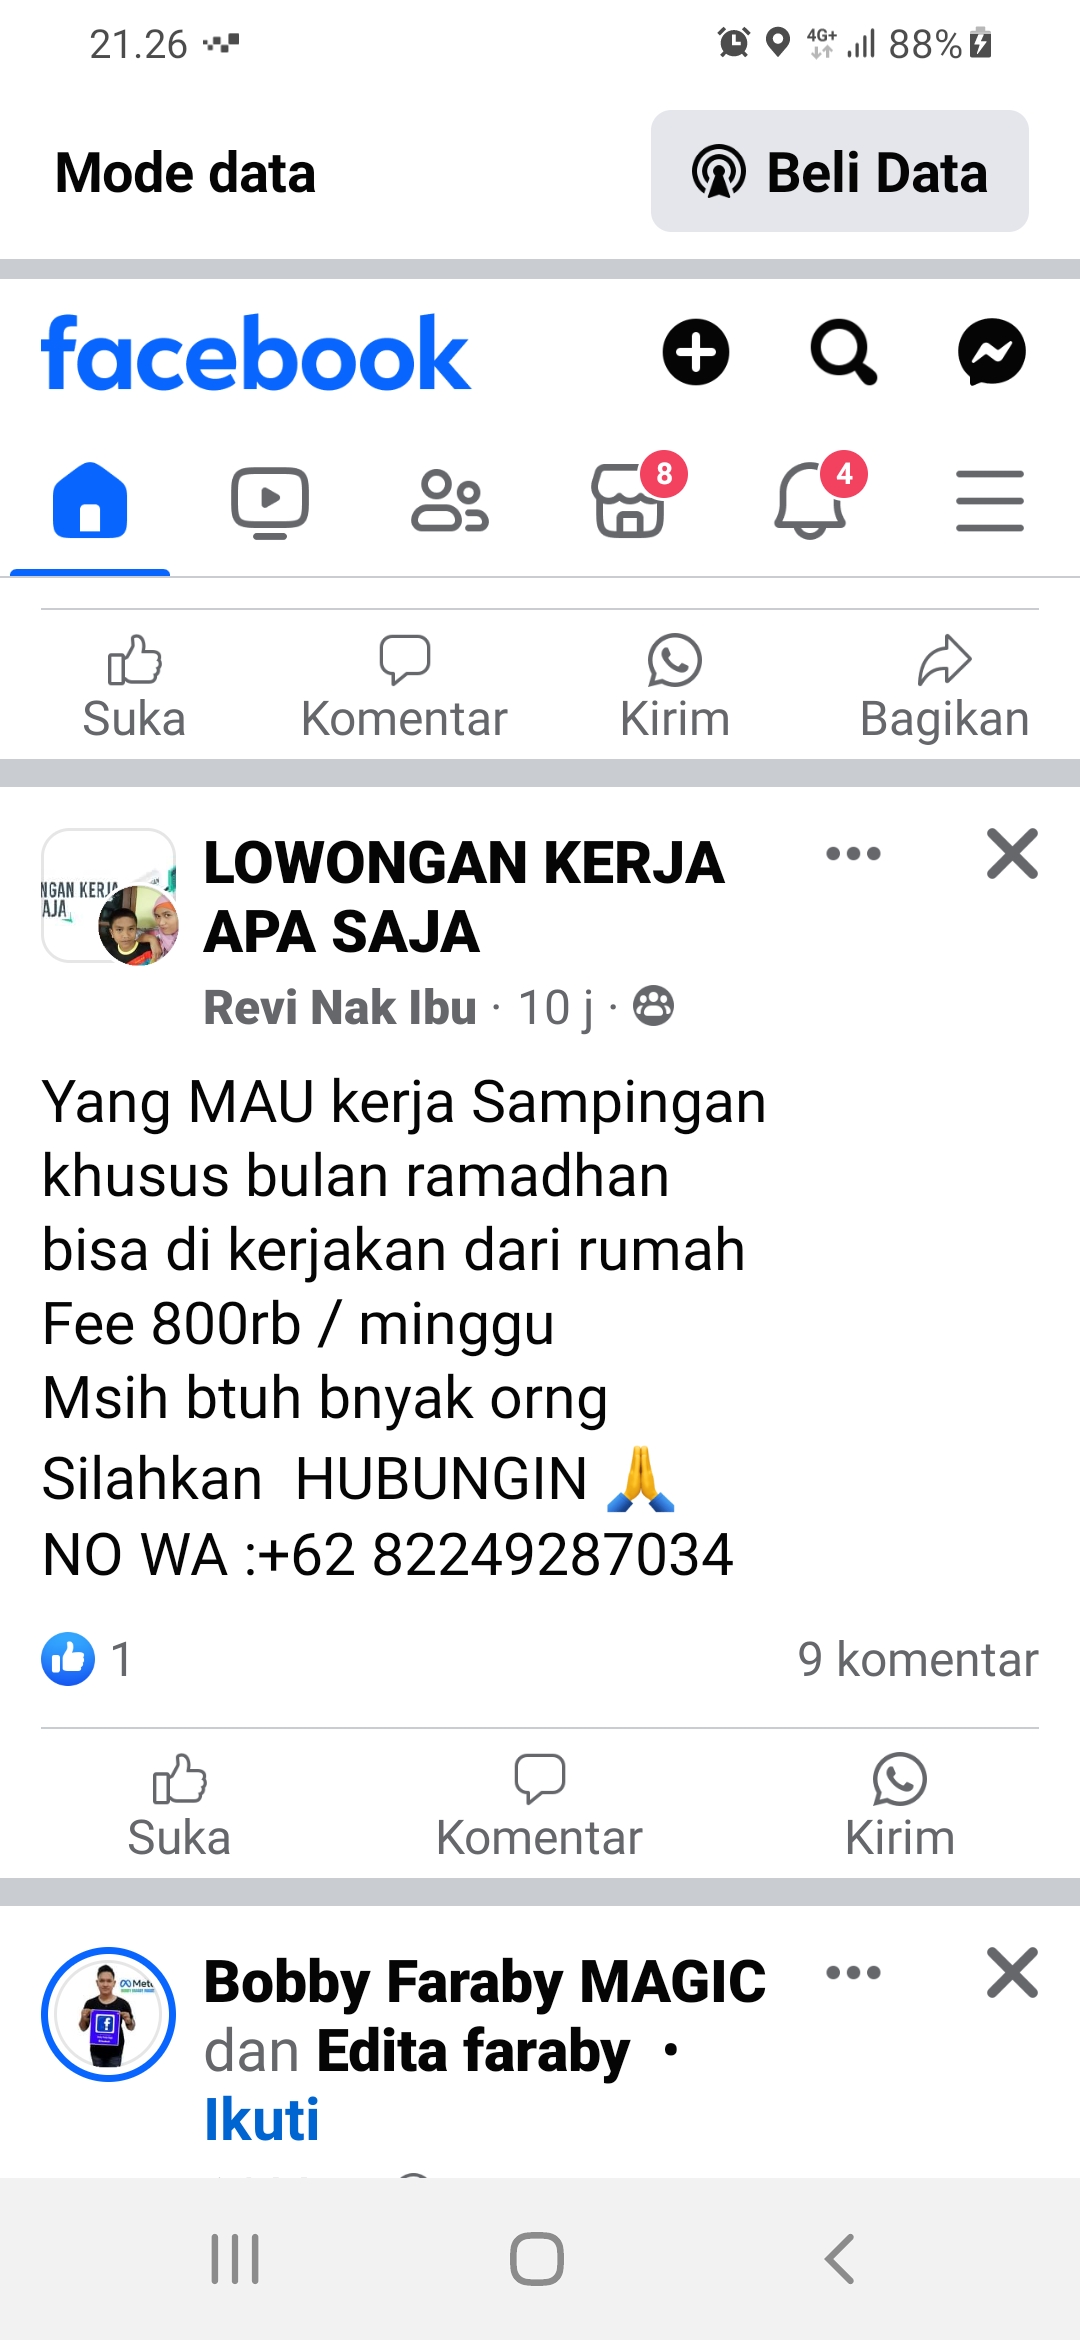 21.26
4G+ 88%
Mode data
Beli Data
facebook
8
4
Suka
Komentar
Kirim
Bagikan
NGAN KERJA
AJA
LOWONGAN KERJA
APA SAJA
Revi Nak Ibu · 10 j ·
Yang MAU kerja Sampingan
khusus bulan ramadhan
bisa di kerjakan dari rumah
Fee 800rb / minggu
Msih btuh bnyak orng
Silahkan  HUBUNGIN 🙏
NO WA :+62 82249287034
1
9 komentar
Suka
Komentar
Kirim
Bobby Faraby MAGIC
dan Edita faraby •
Ikuti